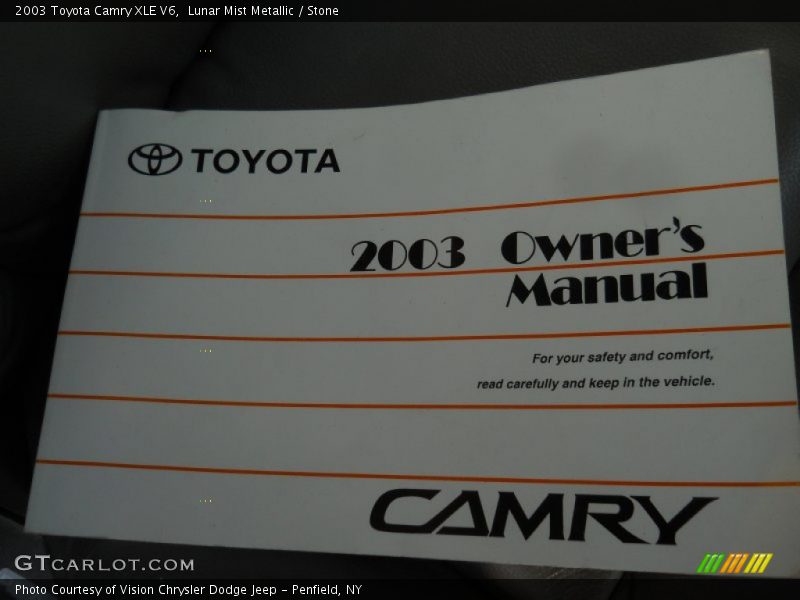 2003 Toyota Camry XLE V6,  Lunar Mist Metallic / Stone
TOYOTA
2003 Owner's
Manual
For your safety and comfort,
read carefully and keep in the vehicle.
CAMRY
GTCARLOT.COM
Photo Courtesy of Vision Chrysler Dodge Jeep – Penfield, NY